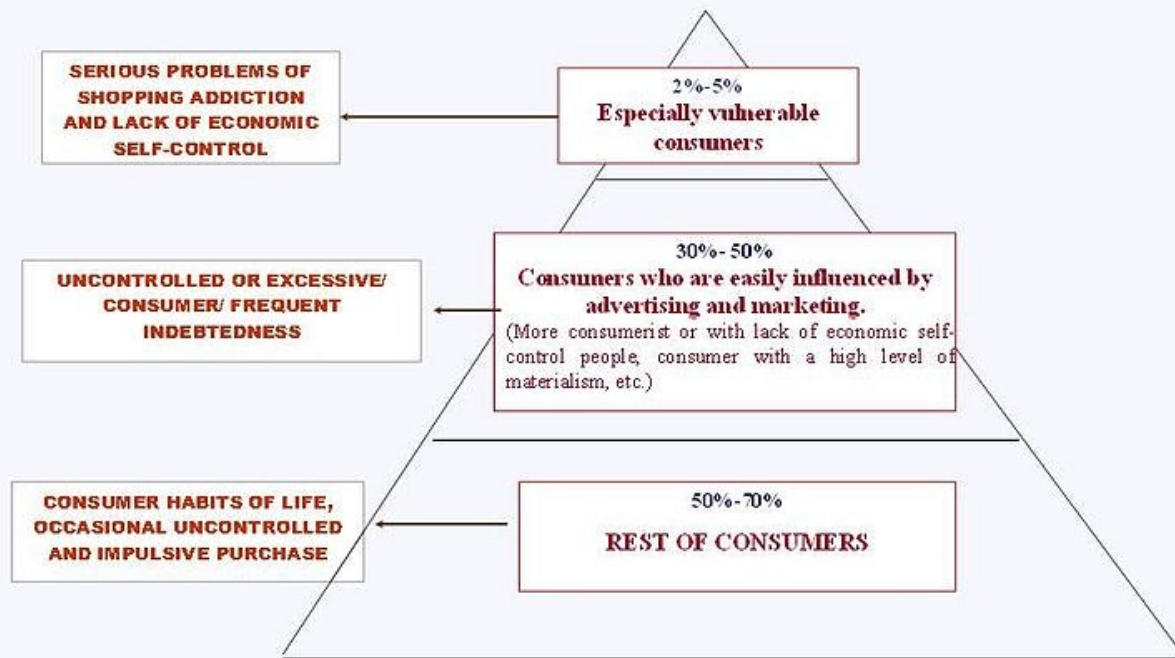 SERIOUS PROBLEMS OF
SHOPPING ADDICTION
AND LACK OF ECONOMIC
SELF-CONTROL
2%-5%
Especially vulnerable
consumers
UNCONTROLLED OR EXCESSIVE/
CONSUMER/ FREQUENT
INDEBTEDNESS
30%- 50%
Consumers who are easily influenced by
advertising and marketing.
(More consumerist or with lack of economic self-
control people, consumer with a high level of
materialism, etc.)
CONSUMER HABITS OF LIFE,
OCCASIONAL UNCONTROLLED
AND IMPULSIVE PURCHASE
50%-70%
REST OF CONSUMERS